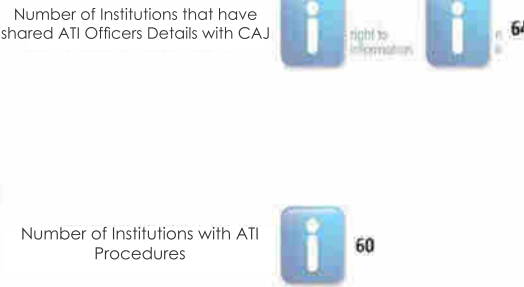 Number of Institutions that have
shared ATI Officers Details with CAJ
right to
information
Number of Institutions with ATI
Procedures
60